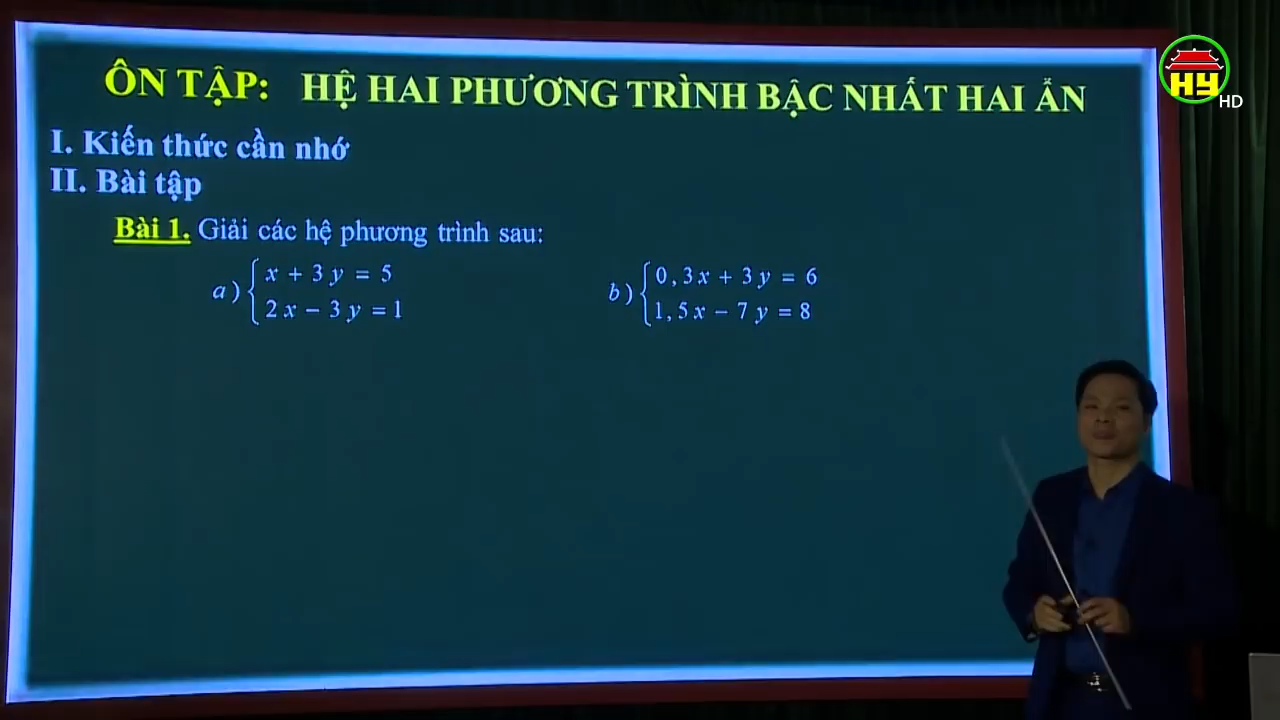 ÔN TẬP: HỆ HAI PHƯƠNG TRÌNH BẬC NHẤT HAI ẨN
HY
HD
I. Kiến thức cần nhớ
II. Bài tập
Bài 1. Giải các hệ phương trình sau:
a) { x + 3y = 5
2x − 3y = 1
b) { 0,3x + 3y = 6
1,5x − 7y = 8